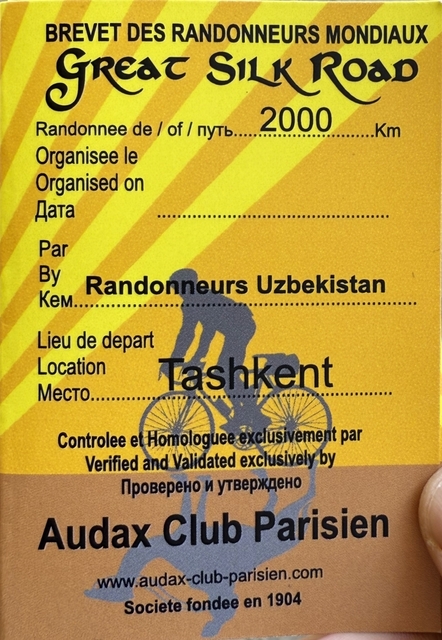 BREVET DES RANDONNEURS MONDIAUX
GREAT SILK ROAD
Randonnee de / of / путь....2000....................Km
Organisee le
Organised on
Дата ..........................................
Par
By
Кем....Randonneurs Uzbekistan....
Lieu de depart
Location
Место.........Tashkent...........
Controlee et Homologuee exclusivement par
Verified and Validated exclusively by
Проверено и утверждено
Audax Club Parisien
www.audax-club-parisien.com
Societe fondee en 1904